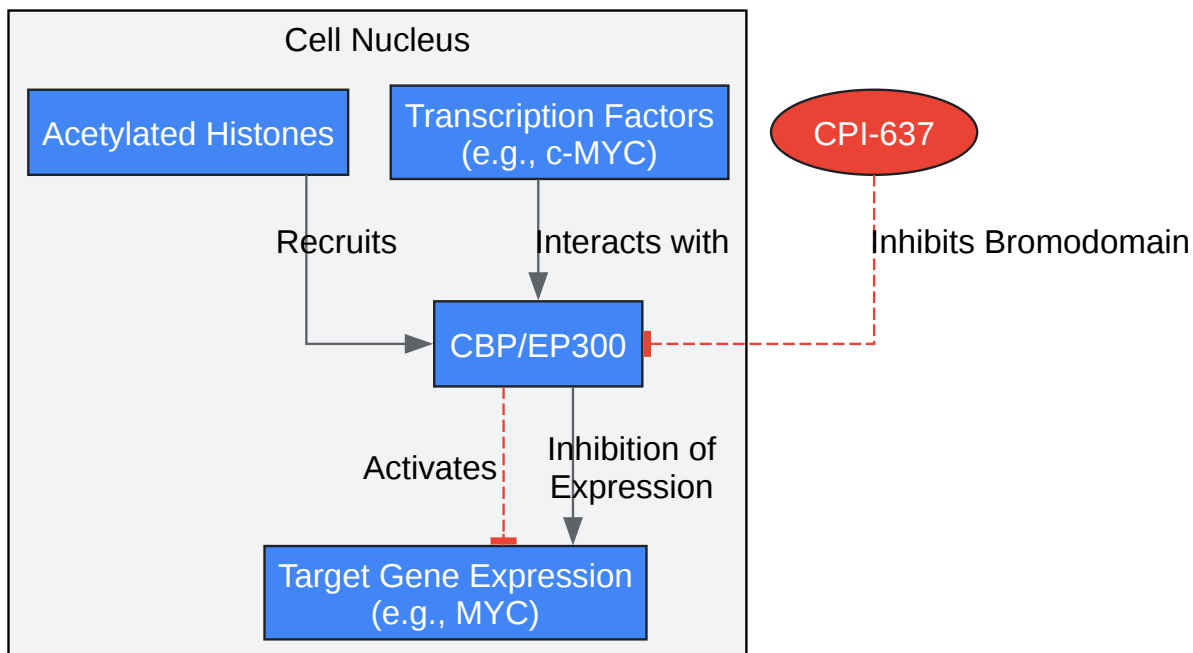 Cell Nucleus
Acetylated Histones
Transcription Factors
(e.g., c-MYC)
CPI-637
Recruits
Interacts with
Inhibits Bromodomain
CBP/EP300
Activates
Inhibition of
Expression
Target Gene Expression
(e.g., MYC)